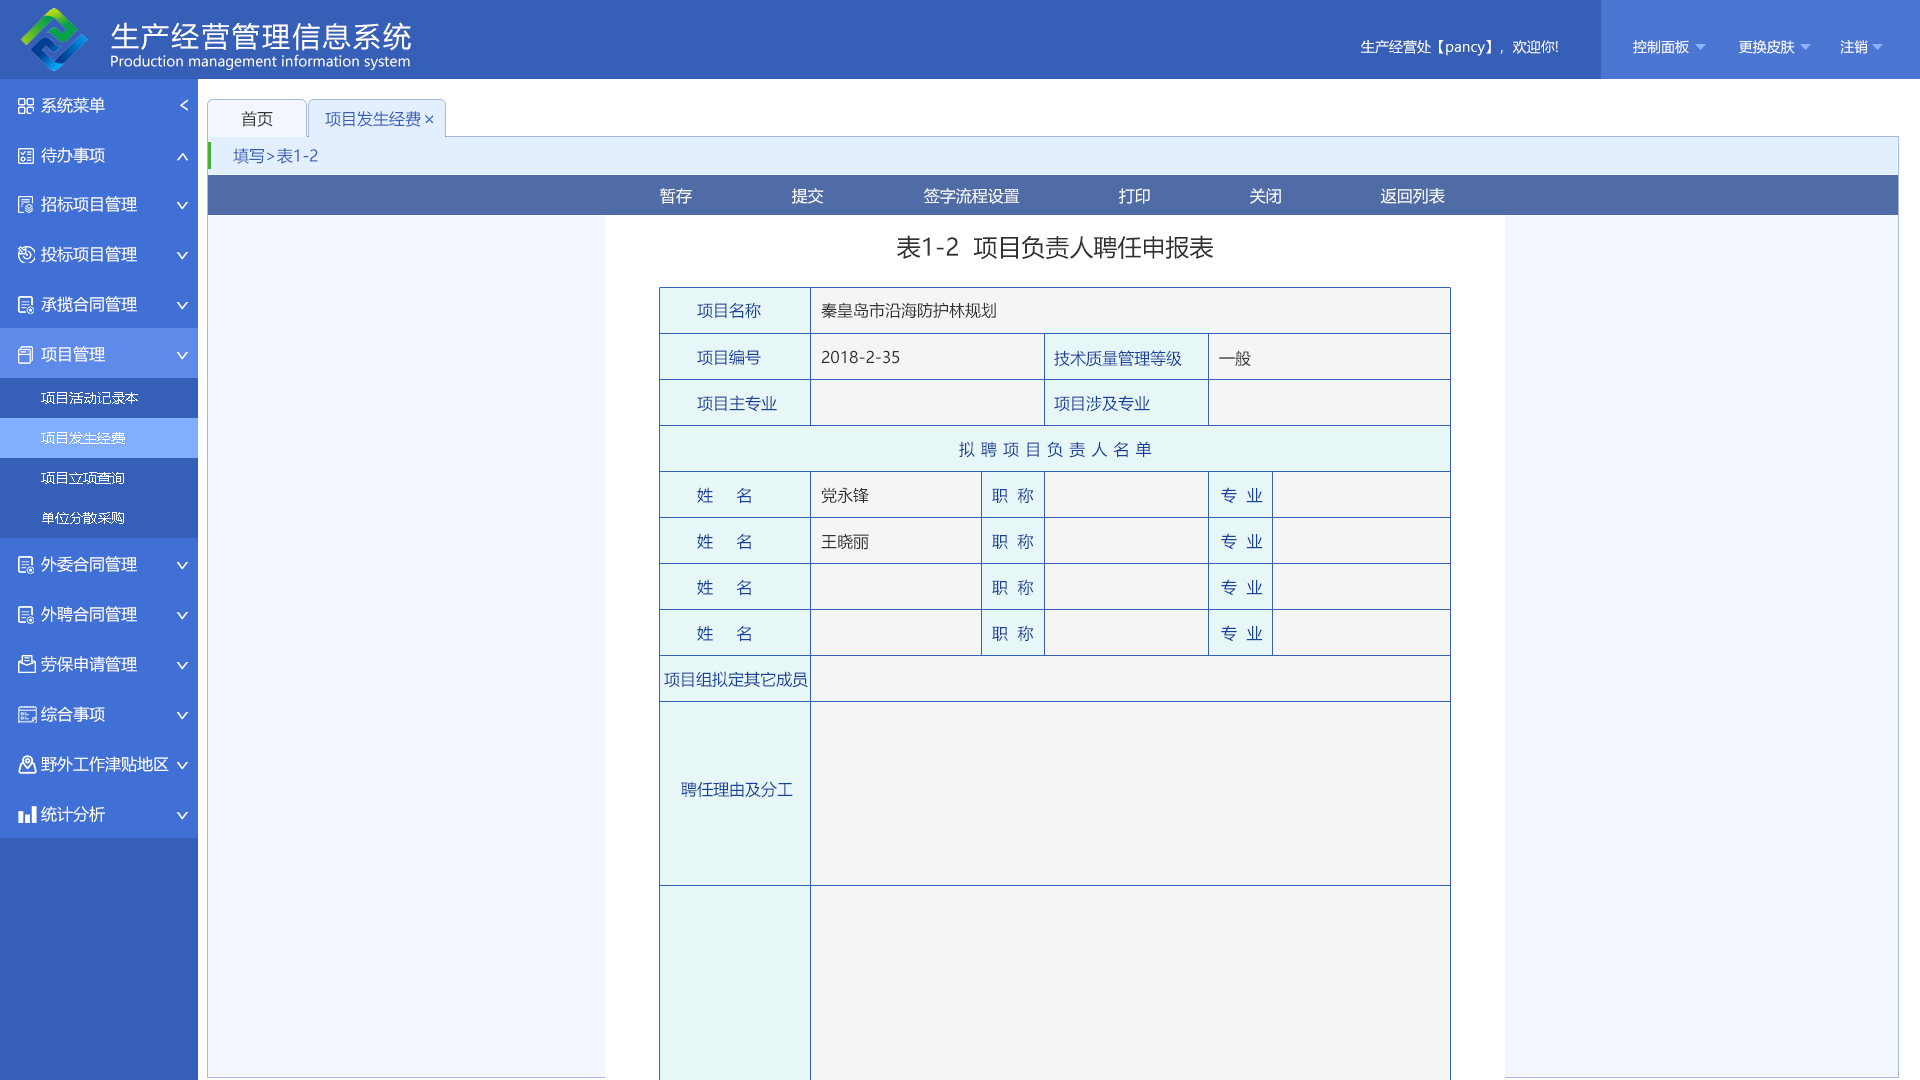 生产经营管理信息系统
Production management information system
生产经营处【pancy】，欢迎你!
控制面板
更换皮肤
注销
系统菜单
待办事项
招标项目管理
投标项目管理
承揽合同管理
项目管理
项目活动记录本
项目发生经费
项目立项查询
单位分散采购
外委合同管理
外聘合同管理
劳保申请管理
综合事项
野外工作津贴地区
统计分析
首页
项目发生经费×
填写>表1-2
暂存 提交 签字流程设置 打印 关闭 返回列表
表1-2 项目负责人聘任申报表
项目名称 秦皇岛市沿海防护林规划
项目编号 2018-2-35 技术质量管理等级 一般
项目主专业 项目涉及专业
拟聘项目负责人名单
姓 名 党永锋 职 称 专 业
姓 名 王晓丽 职 称 专 业
姓 名 职 称 专 业
姓 名 职 称 专 业
项目组拟定其它成员
聘任理由及分工